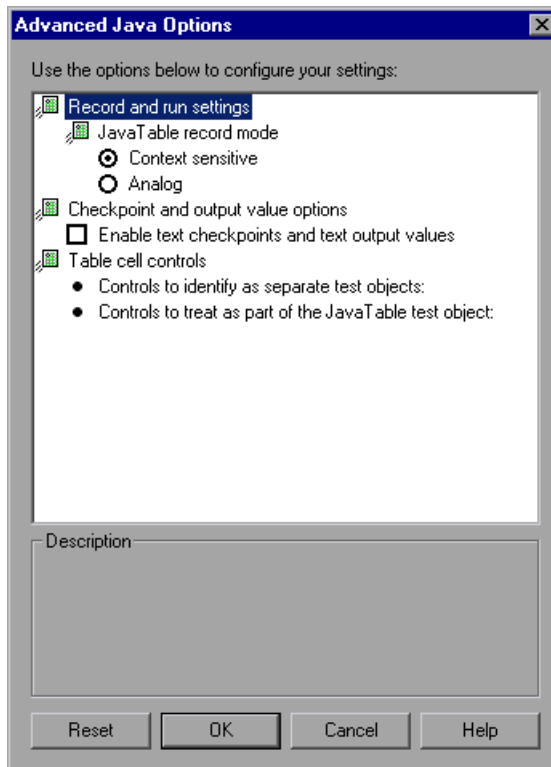 Advanced Java Options
Use the options below to configure your settings:
Record and run settings
JavaTable record mode
Context sensitive
Analog
Checkpoint and output value options
Enable text checkpoints and text output values
Table cell controls
Controls to identify as separate test objects:
Controls to treat as part of the JavaTable test object:
Description
Reset OK Cancel Help